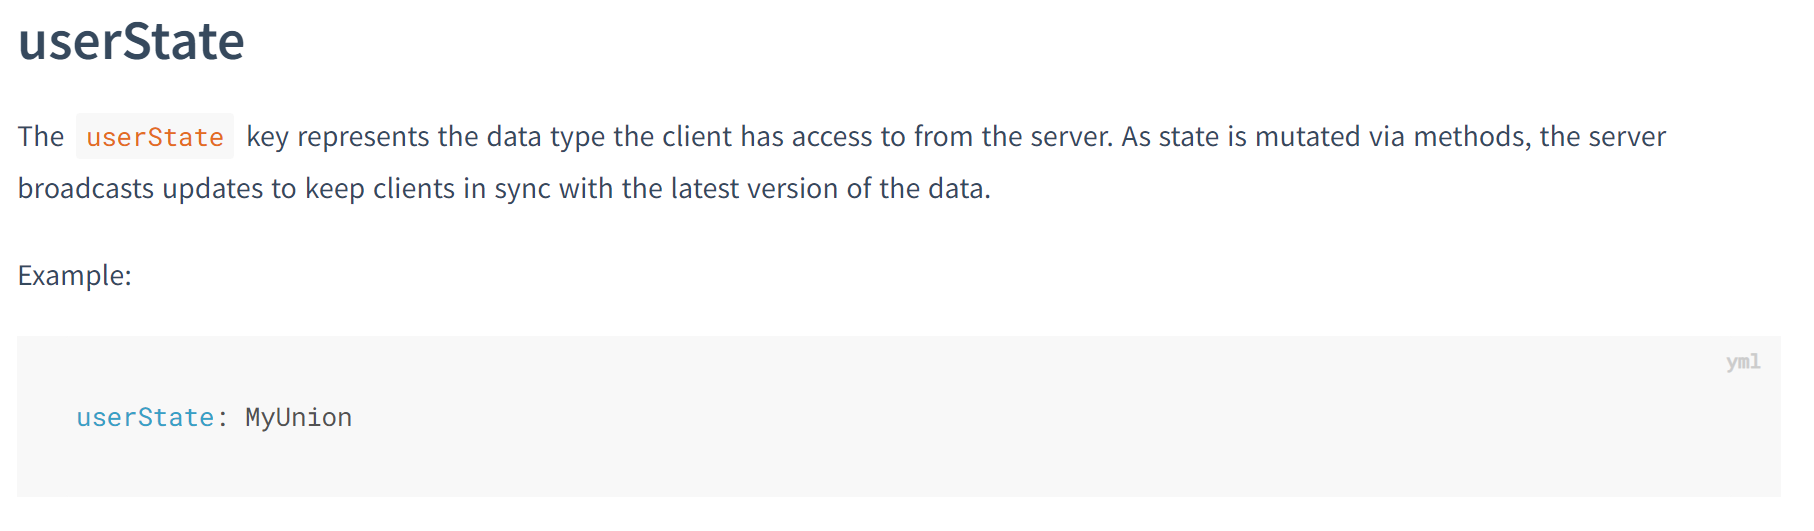 userState
The userState key represents the data type the client has access to from the server. As state is mutated via methods, the server
broadcasts updates to keep clients in sync with the latest version of the data.
Example:
yml
userState: MyUnion